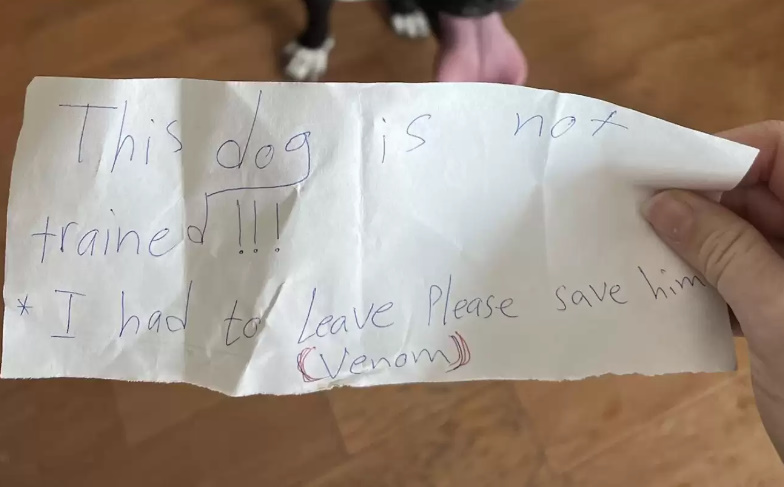 This dog is not
trained !!!
* I had to Leave Please save him
(Venom)